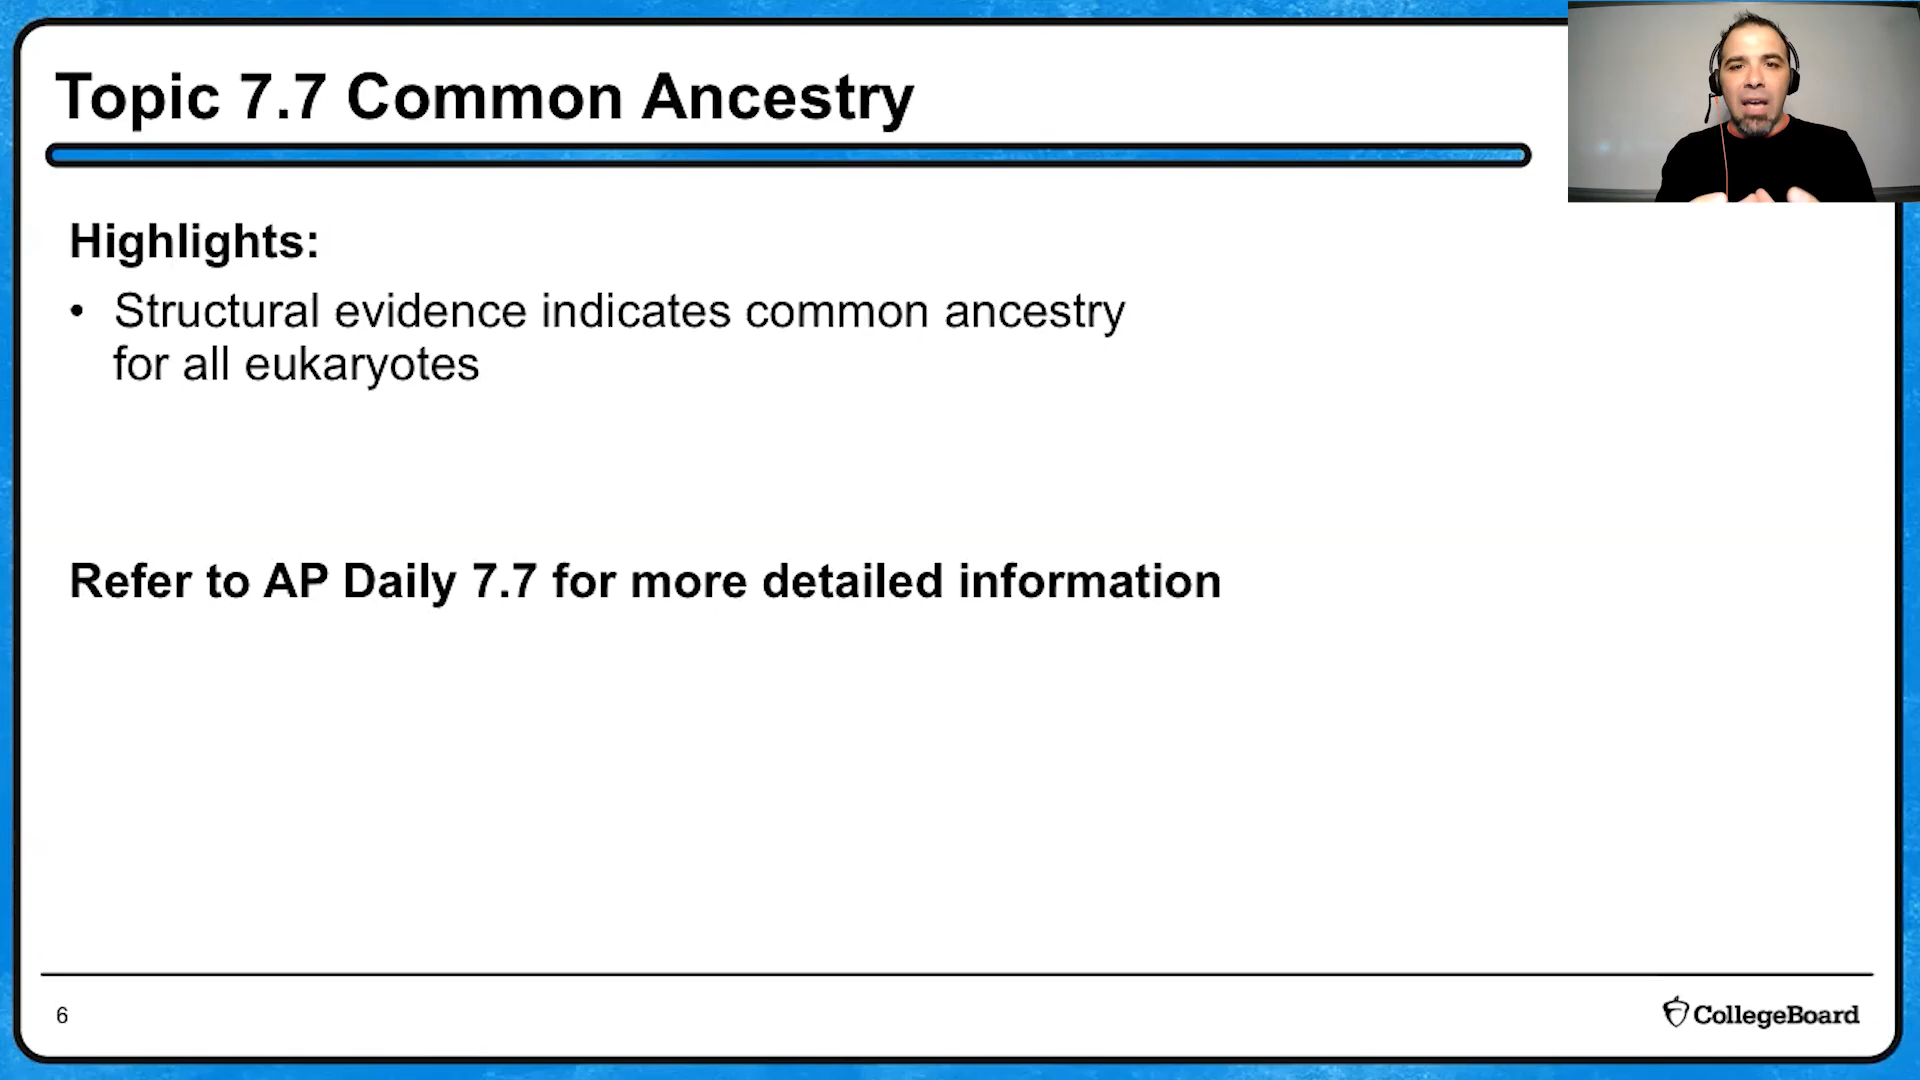 Topic 7.7 Common Ancestry
Highlights:
• Structural evidence indicates common ancestry
for all eukaryotes
Refer to AP Daily 7.7 for more detailed information
6
CollegeBoard